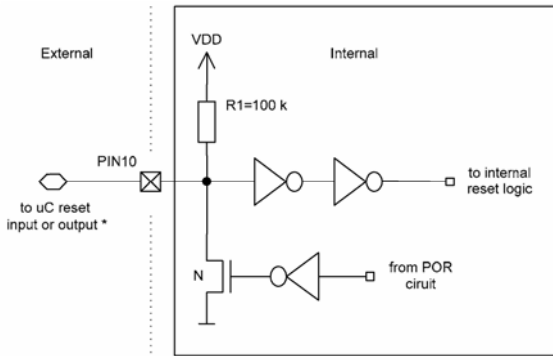 VDD
External
Internal
R1=100 k
PIN10
to uC reset
input or output *
to internal
reset logic
N
from POR
ciruit